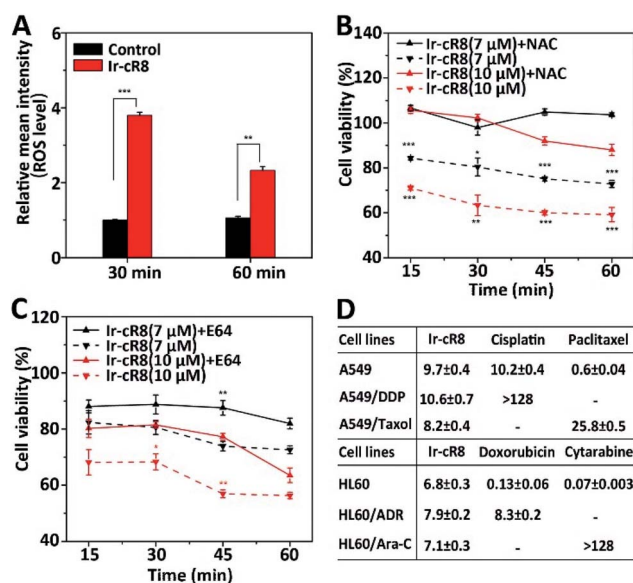 A
Control
Ir-cR8
***
**
Relative mean intensity
(ROS level)
6
4
2
0
30 min
60 min
B
Ir-cR8(7 μM)+NAC
Ir-cR8(7 μM)
Ir-cR8(10 μM)+NAC
Ir-cR8(10 μM)
Cell viability (%)
140
120
100
80
60
40
***
*
***
***
***
**
***
***
15
30
45
60
Time (min)
C
Ir-cR8(7 μM)+E64
Ir-cR8(7 μM)
Ir-cR8(10 μM)+E64
Ir-cR8(10 μM)
Cell viability (%)
120
100
80
60
40
**
*
**
15
30
45
60
Time (min)
D
Cell lines Ir-cR8 Cisplatin Paclitaxel
A549 9.7±0.4 10.2±0.4 0.6±0.04
A549/DDP 10.6±0.7 >128 -
A549/Taxol 8.2±0.4 - 25.8±0.5
Cell lines Ir-cR8 Doxorubicin Cytarabine
HL60 6.8±0.3 0.13±0.06 0.07±0.003
HL60/ADR 7.9±0.2 8.3±0.2 -
HL60/Ara-C 7.1±0.3 - >128